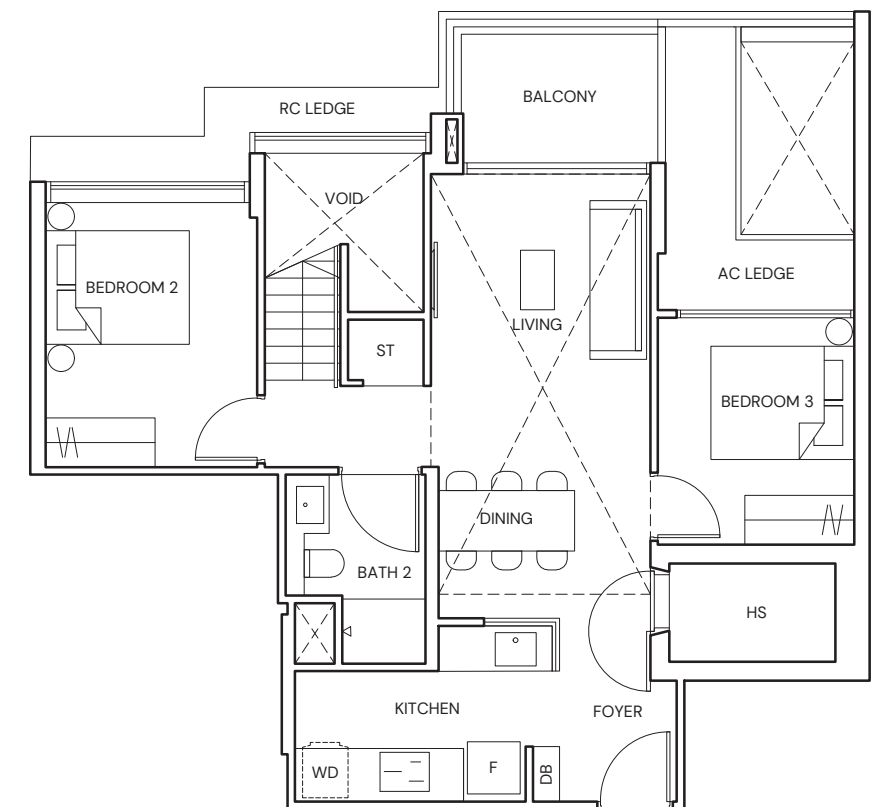 BALCONY
RC LEDGE
VOID
AC LEDGE
BEDROOM 2
LIVING
ST
BEDROOM 3
DINING
BATH 2
HS
KITCHEN
FOYER
WD
F
DB